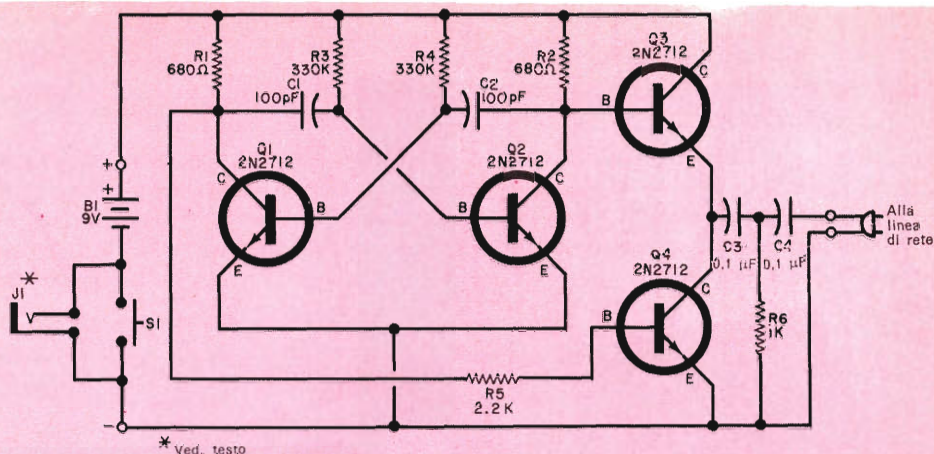 R1
680Ω
R3
330K
R4
330K
R2
680Ω
Q3
2N2712
C
B
E
C1
100pF
C2
100pF
Q1
2N2712
C
B
E
Q2
2N2712
C
B
E
+
+
B1
9V
*
J1
S1
-
Q4
2N2712
C
B
E
C3
0,1 µF
C4
0,1 µF
Alla
linea
di rete
R6
1K
R5
2.2K
* Ved. testo